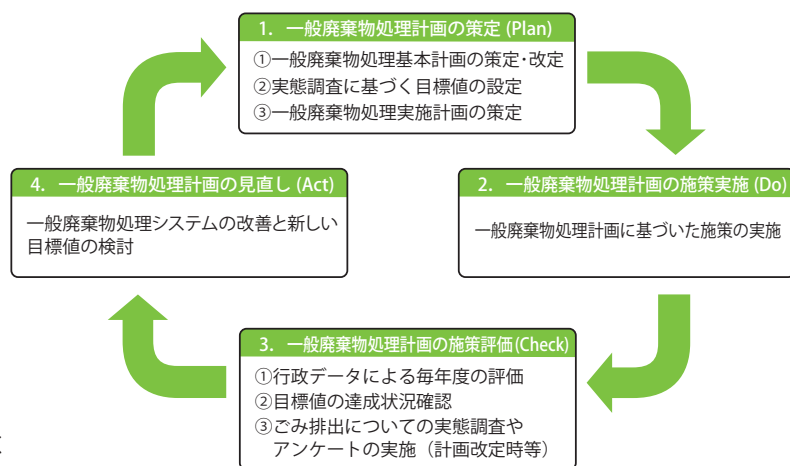 1. 一般廃棄物処理計画の策定 (Plan)
①一般廃棄物処理基本計画の策定･改定
②実態調査に基づく目標値の設定
③一般廃棄物処理実施計画の策定
4. 一般廃棄物処理計画の見直し (Act)
一般廃棄物処理システムの改善と新しい
目標値の検討
2. 一般廃棄物処理計画の施策実施 (Do)
一般廃棄物処理計画に基づいた施策の実施
3. 一般廃棄物処理計画の施策評価(Check)
①行政データによる毎年度の評価
②目標値の達成状況確認
③ごみ排出についての実態調査や
アンケートの実施（計画改定時等）